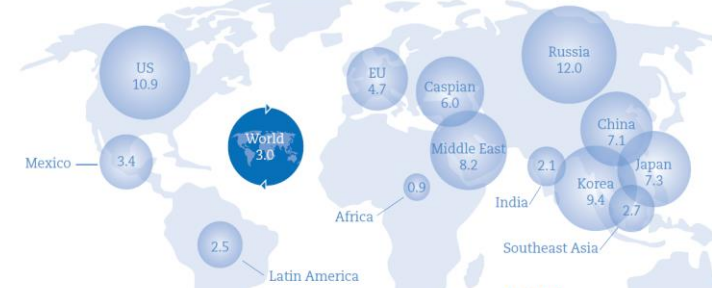 US
10.9
Mexico
3.4
World
3.0
Latin America
2.5
EU
4.7
Caspian
6.0
Middle East
8.2
Africa
0.9
Russia
12.0
China
7.1
Japan
7.3
Korea
9.4
India
2.1
Southeast Asia
2.7